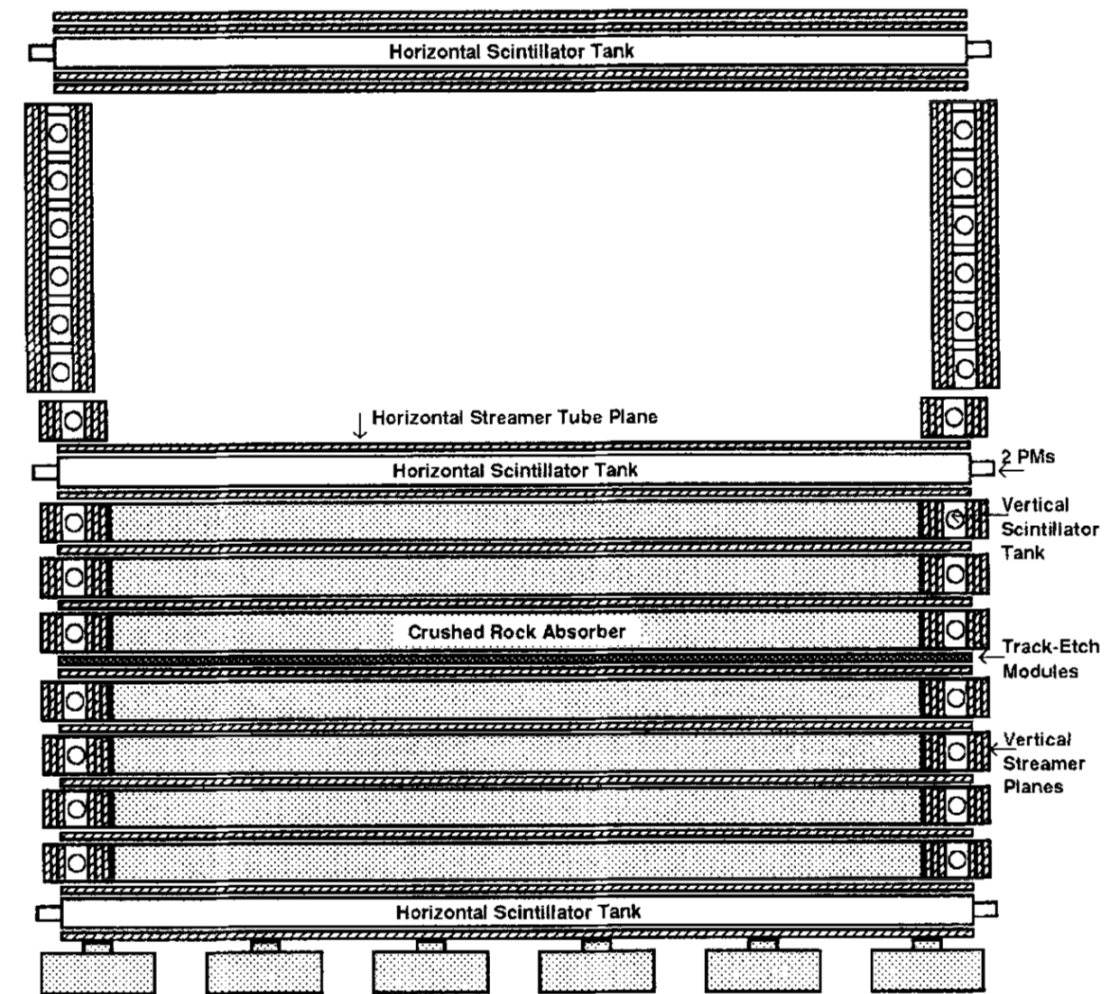 Horizontal Scintillator Tank
Horizontal Streamer Tube Plane
Horizontal Scintillator Tank
2 PMs
Vertical
Scintillator
Tank
Crushed Rock Absorber
Track-Etch
Modules
Vertical
Streamer
Planes
Horizontal Scintillator Tank